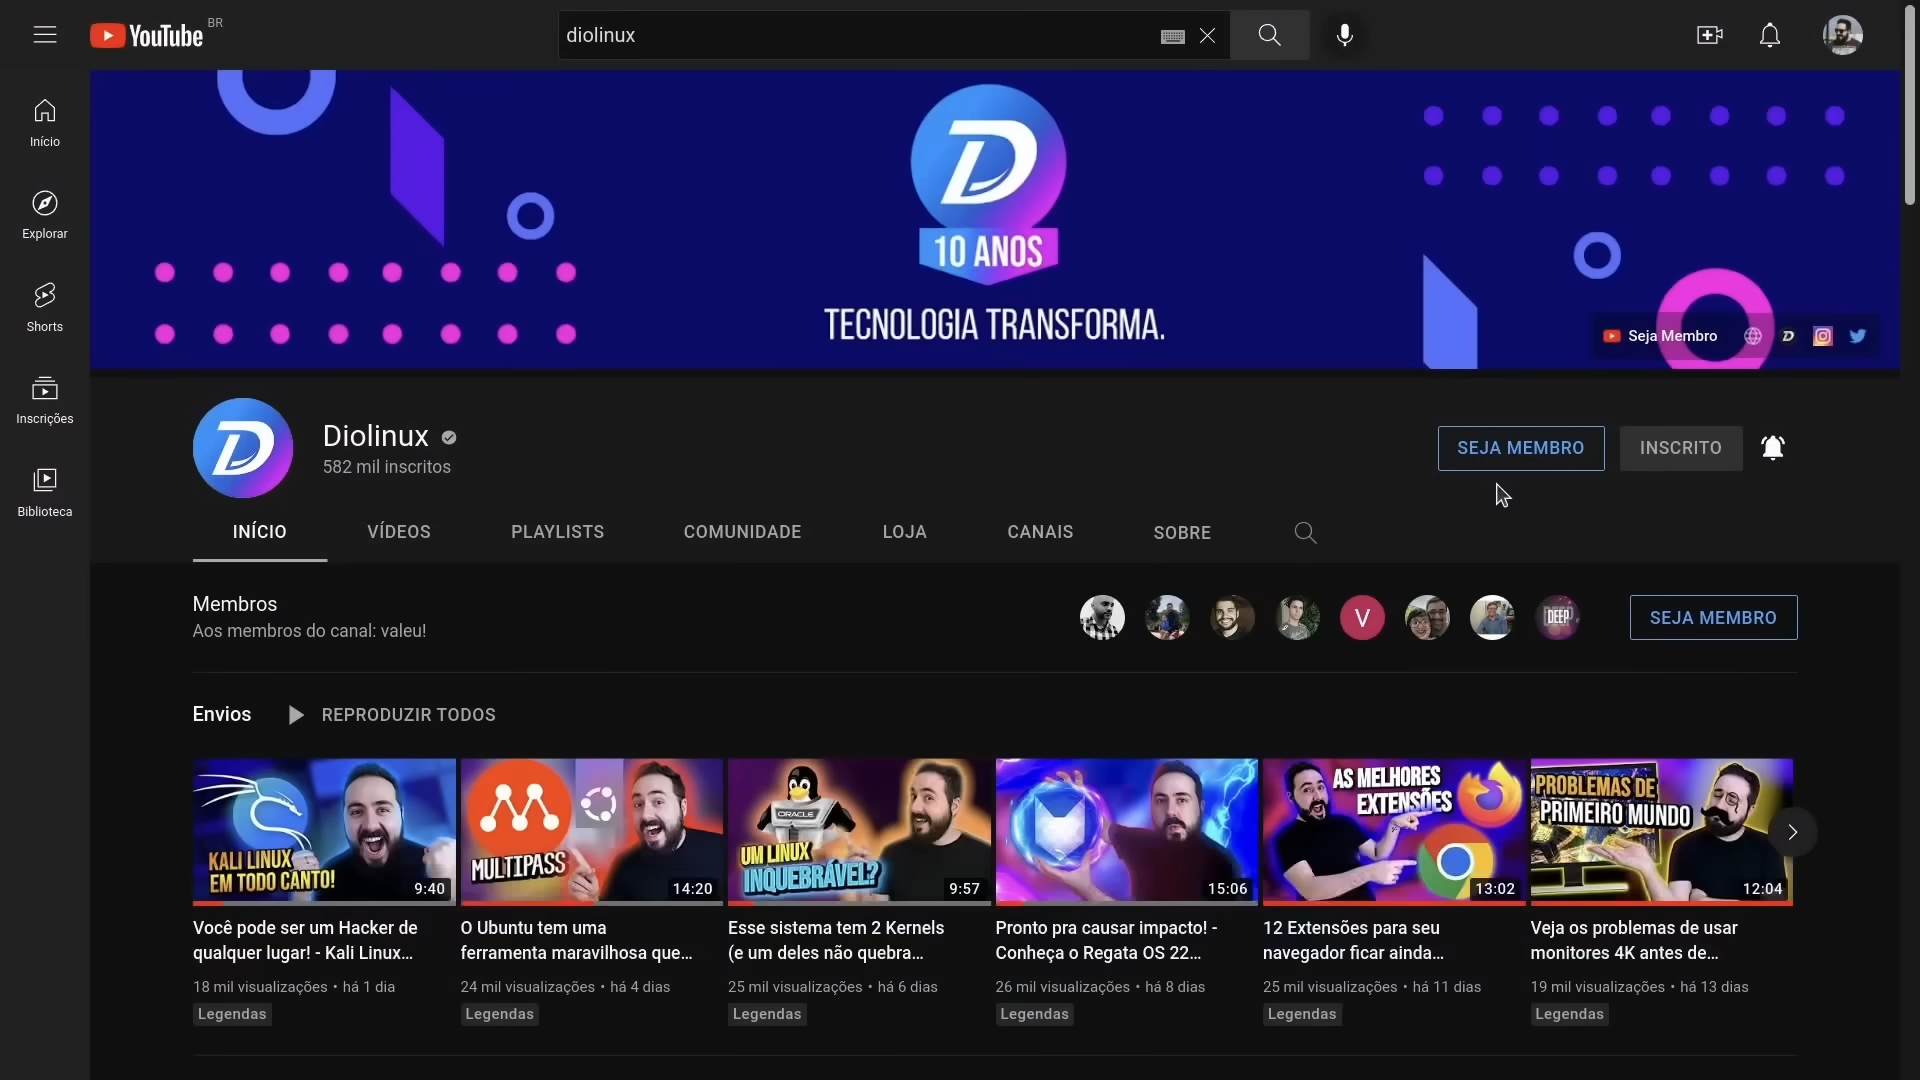 YouTube BR
diolinux
Início
Explorar
Shorts
Inscrições
Biblioteca
D
10 ANOS
TECNOLOGIA TRANSFORMA.
Seja Membro
D
D
Diolinux
582 mil inscritos
SEJA MEMBRO
INSCRITO
INÍCIO
VÍDEOS
PLAYLISTS
COMUNIDADE
LOJA
CANAIS
SOBRE
Membros
Aos membros do canal: valeu!
V
DEEP
SEJA MEMBRO
Envios
REPRODUZIR TODOS
KALI LINUX
EM TODO CANTO!
9:40
Você pode ser um Hacker de
qualquer lugar! - Kali Linux...
18 mil visualizações • há 1 dia
Legendas
MULTIPASS
14:20
O Ubuntu tem uma
ferramenta maravilhosa que...
24 mil visualizações • há 4 dias
Legendas
ORACLE
UM LINUX
INQUEBRÁVEL?
9:57
Esse sistema tem 2 Kernels
(e um deles não quebra...
25 mil visualizações • há 6 dias
Legendas
15:06
Pronto pra causar impacto! -
Conheça o Regata OS 22...
26 mil visualizações • há 8 dias
Legendas
AS MELHORES
EXTENSÕES
13:02
12 Extensões para seu
navegador ficar ainda...
25 mil visualizações • há 11 dias
Legendas
PROBLEMAS DE
PRIMEIRO MUNDO
12:04
Veja os problemas de usar
monitores 4K antes de...
19 mil visualizações • há 13 dias
Legendas